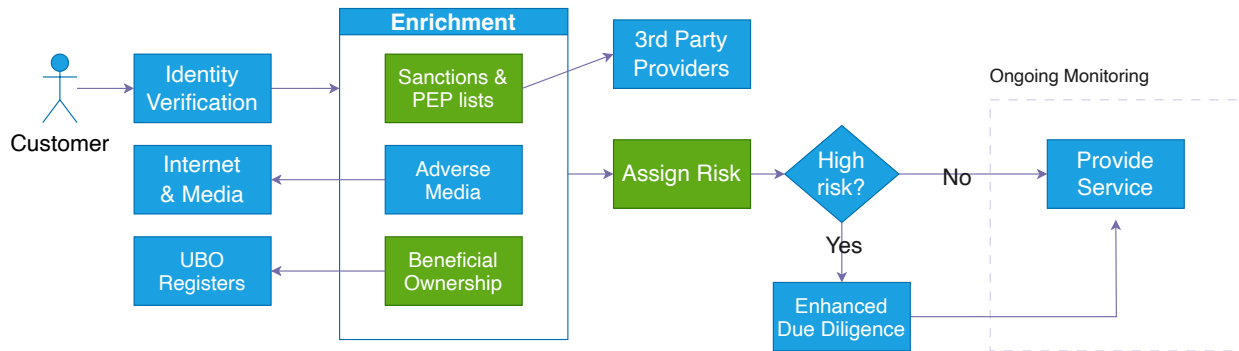 Enrichment
Customer
Identity
Verification
Sanctions &
PEP lists
3rd Party
Providers
Internet
& Media
Adverse
Media
UBO
Registers
Beneficial
Ownership
Assign Risk
High
risk?
No
Yes
Enhanced
Due Diligence
Ongoing Monitoring
Provide
Service